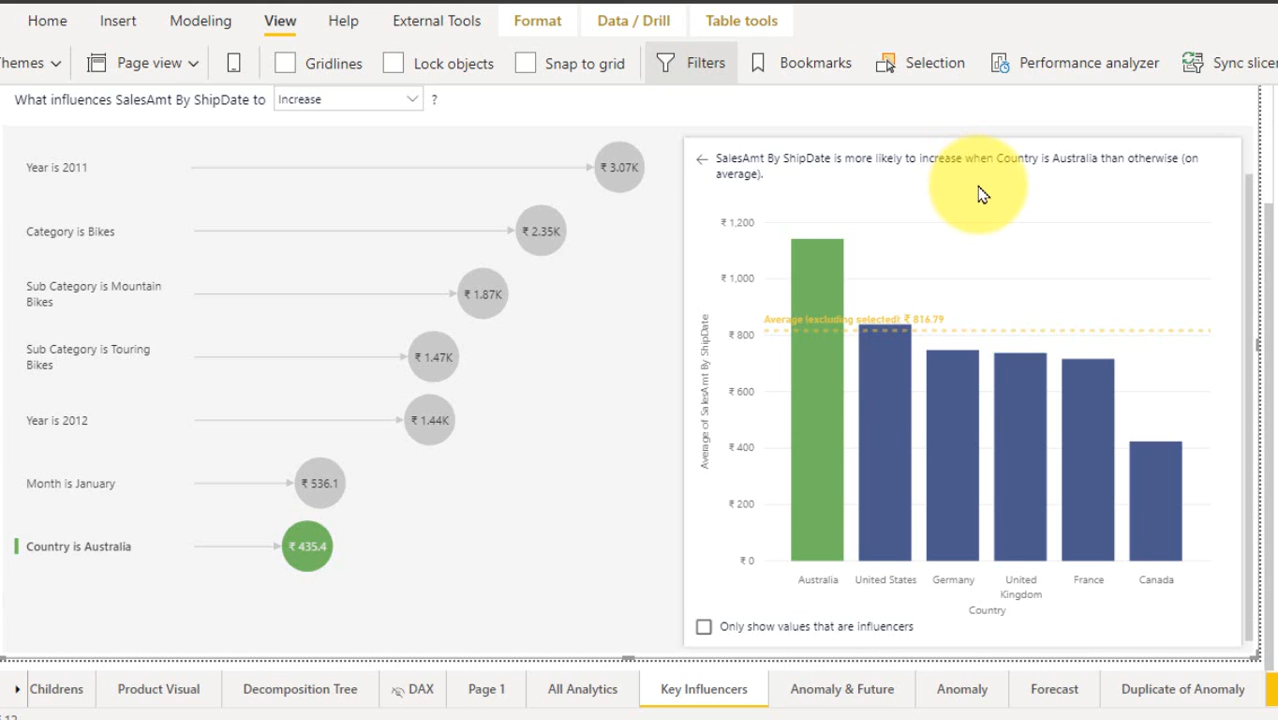 Home Insert Modeling View Help External Tools Format Data / Drill Table tools
Themes Page view Gridlines Lock objects Snap to grid Filters Bookmarks Selection Performance analyzer Sync slicer
What influences SalesAmt By ShipDate to Increase ?
Year is 2011 ₹ 3.07K
Category is Bikes ₹ 2.35K
Sub Category is Mountain
Bikes
₹ 1.87K
Sub Category is Touring
Bikes
₹ 1.47K
Year is 2012 ₹ 1.44K
Month is January ₹ 536.1
Country is Australia ₹ 435.4
SalesAmt By ShipDate is more likely to increase when Country is Australia than otherwise (on
average).
₹ 1,200
₹ 1,000
Average (excluding selected) ₹ 816.79
₹ 800
₹ 600
₹ 400
₹ 200
₹ 0
Average of SalesAmt By ShipDate
Australia United States Germany United Kingdom France Canada
Country
Only show values that are influencers
Childrens Product Visual Decomposition Tree DAX Page 1 All Analytics Key Influencers Anomaly & Future Anomaly Forecast Duplicate of Anomaly